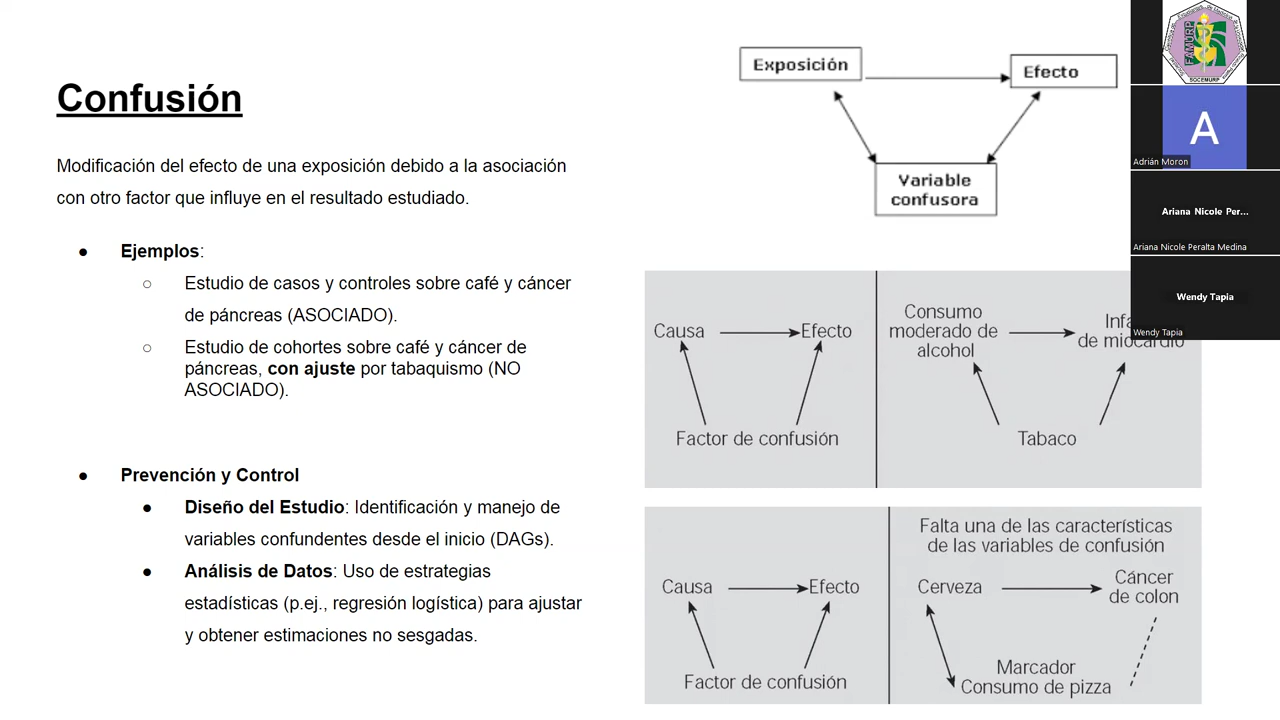 Confusión
Modificación del efecto de una exposición debido a la asociación
con otro factor que influye en el resultado estudiado.
● Ejemplos:
○ Estudio de casos y controles sobre café y cáncer
de páncreas (ASOCIADO).
○ Estudio de cohortes sobre café y cáncer de
páncreas, con ajuste por tabaquismo (NO
ASOCIADO).
● Prevención y Control
● Diseño del Estudio: Identificación y manejo de
variables confundentes desde el inicio (DAGs).
● Análisis de Datos: Uso de estrategias
estadísticas (p.ej., regresión logística) para ajustar
y obtener estimaciones no sesgadas.
Exposición
Efecto
Variable
confusora
Causa
Efecto
Factor de confusión
Consumo
moderado de
alcohol
de miocardio
Tabaco
Causa
Efecto
Factor de confusión
Falta una de las características
de las variables de confusión
Cerveza
Cáncer
de colon
Marcador
Consumo de pizza
FAMURP
SOCEMURP
A
Adrián Moron
Ariana Nicole Per...
Ariana Nicole Peralta Medina
Wendy Tapia
Wendy Tapia